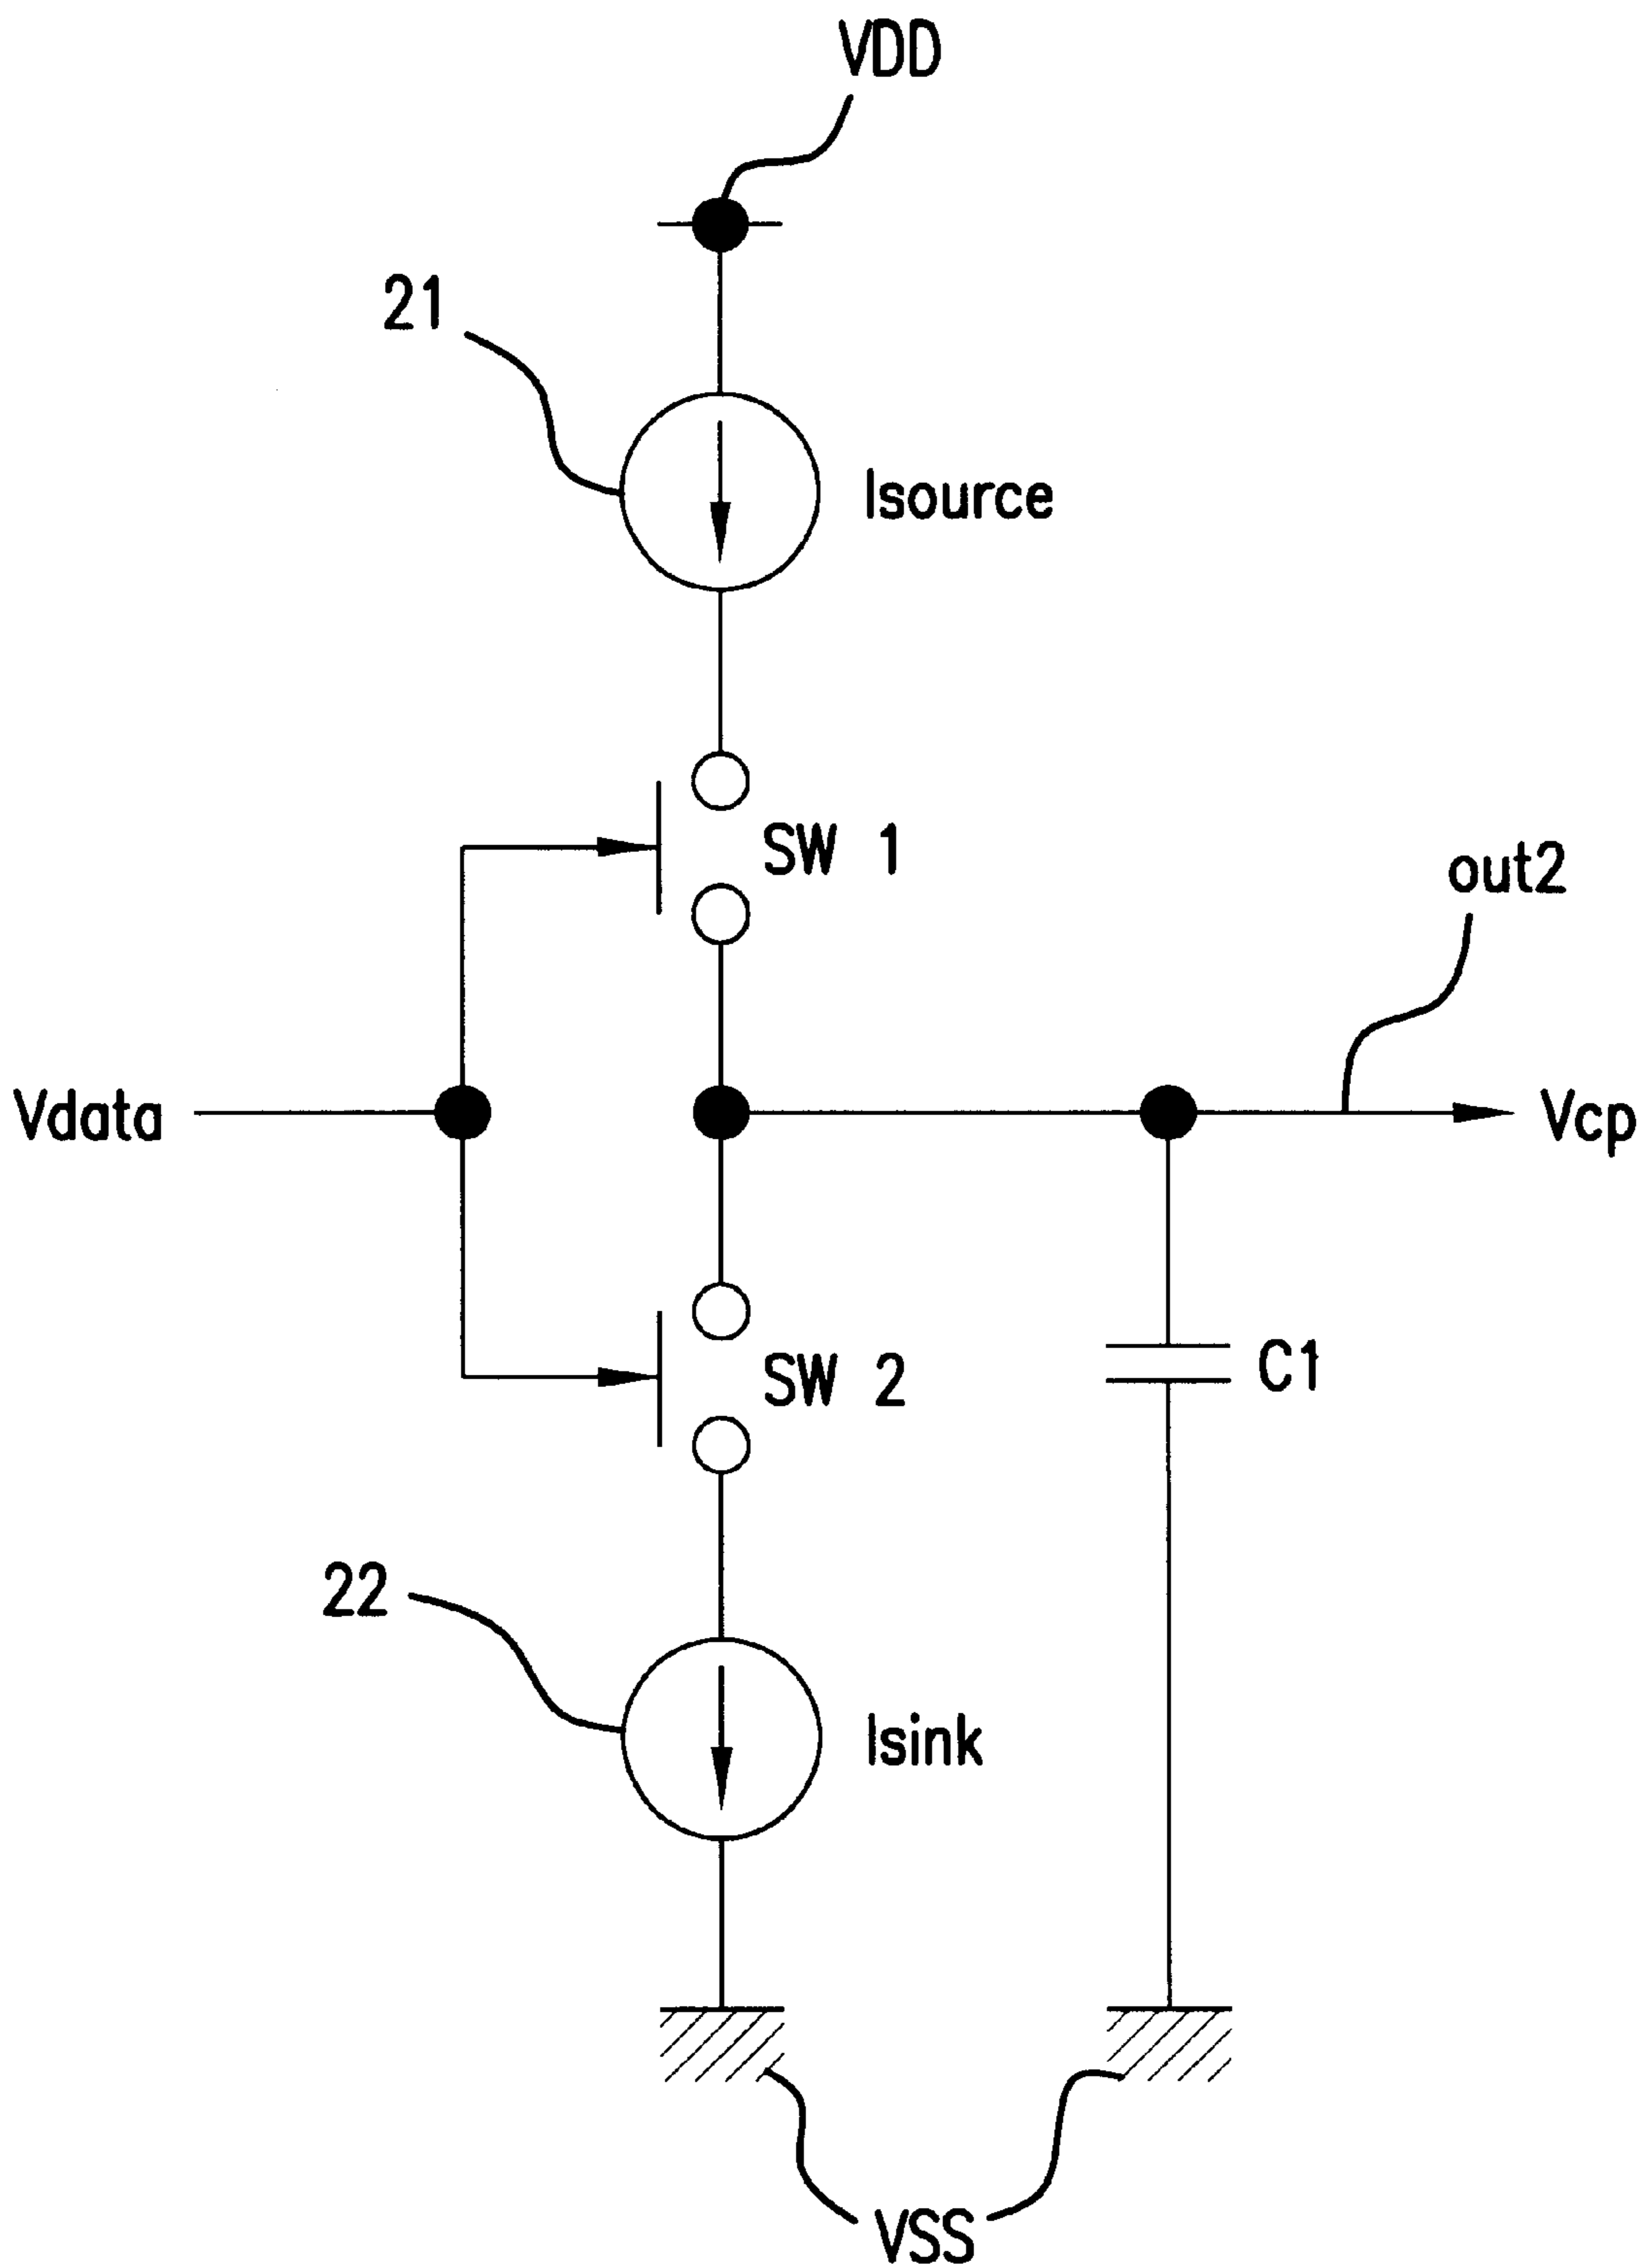 VDD
21
Isource
SW 1
out2
Vdata
Vcp
SW 2
C1
22
Isink
VSS